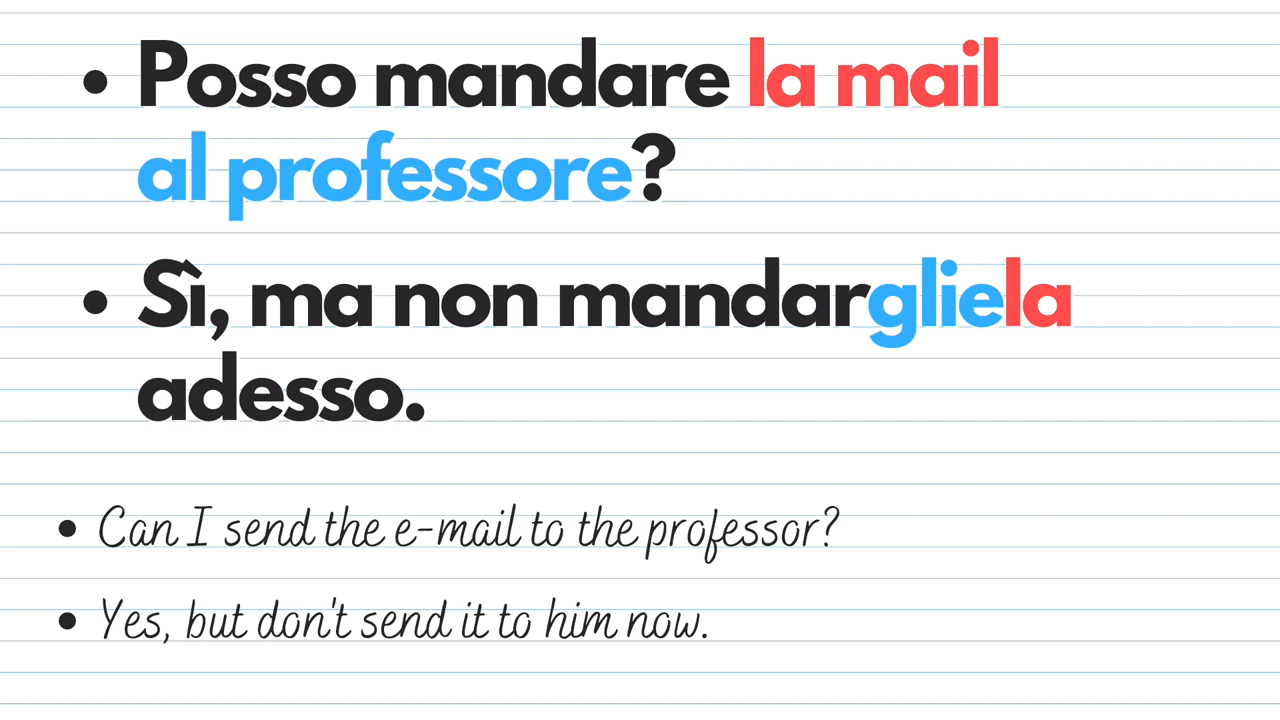 • Posso mandare la mail
al professore?
• Sì, ma non mandargliela
adesso.
• Can I send the e-mail to the professor?
• Yes, but don't send it to him now.